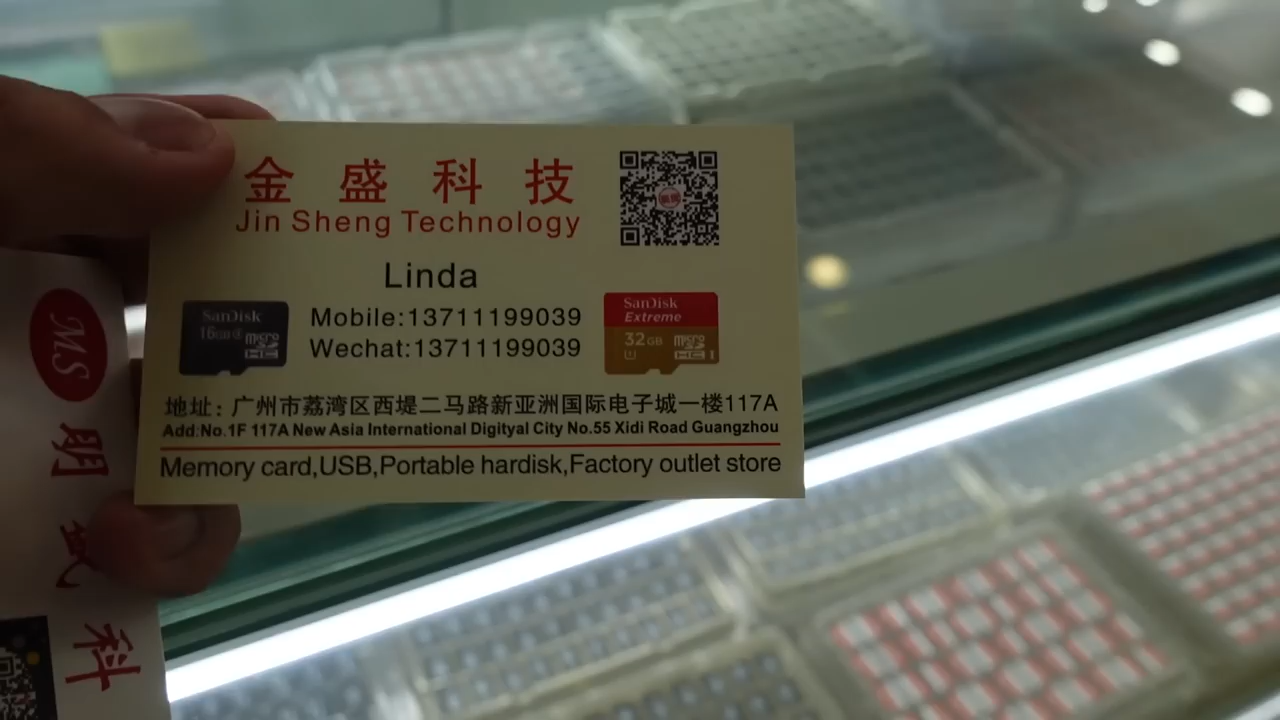 金盛科技
Jin Sheng Technology
Linda
Mobile:13711199039
Wechat:13711199039
SanDisk
16GB
microSD
HC
SanDisk
Extreme
32GB
microSD
HC I
地址：广州市荔湾区西堤二马路新亚洲国际电子城一楼117A
Add:No.1F 117A New Asia International Digityal City No.55 Xidi Road Guangzhou
Memory card,USB,Portable hardisk,Factory outlet store
MS
明
科